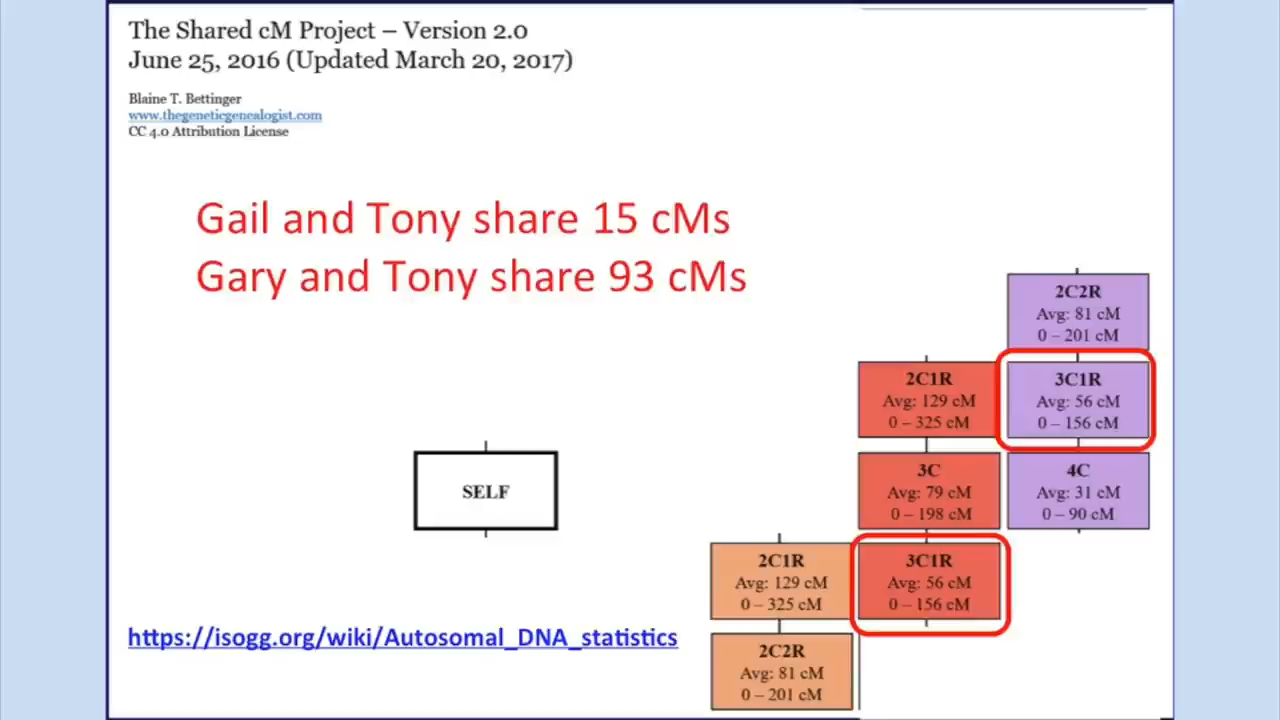 The Shared cM Project – Version 2.0
June 25, 2016 (Updated March 20, 2017)
Blaine T. Bettinger
www.thegeneticgenealogist.com
CC 4.0 Attribution License
Gail and Tony share 15 cMs
Gary and Tony share 93 cMs
2C2R
Avg: 81 cM
0 – 201 cM
2C1R
Avg: 129 cM
0 – 325 cM
3C1R
Avg: 56 cM
0 – 156 cM
SELF
3C
Avg: 79 cM
0 – 198 cM
4C
Avg: 31 cM
0 – 90 cM
2C1R
Avg: 129 cM
0 – 325 cM
3C1R
Avg: 56 cM
0 – 156 cM
https://isogg.org/wiki/Autosomal_DNA_statistics
2C2R
Avg: 81 cM
0 – 201 cM